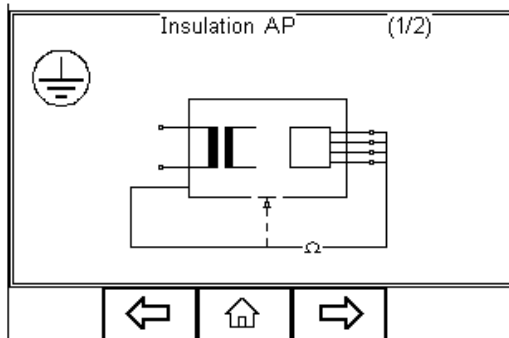 Insulation AP (1/2)
Ω